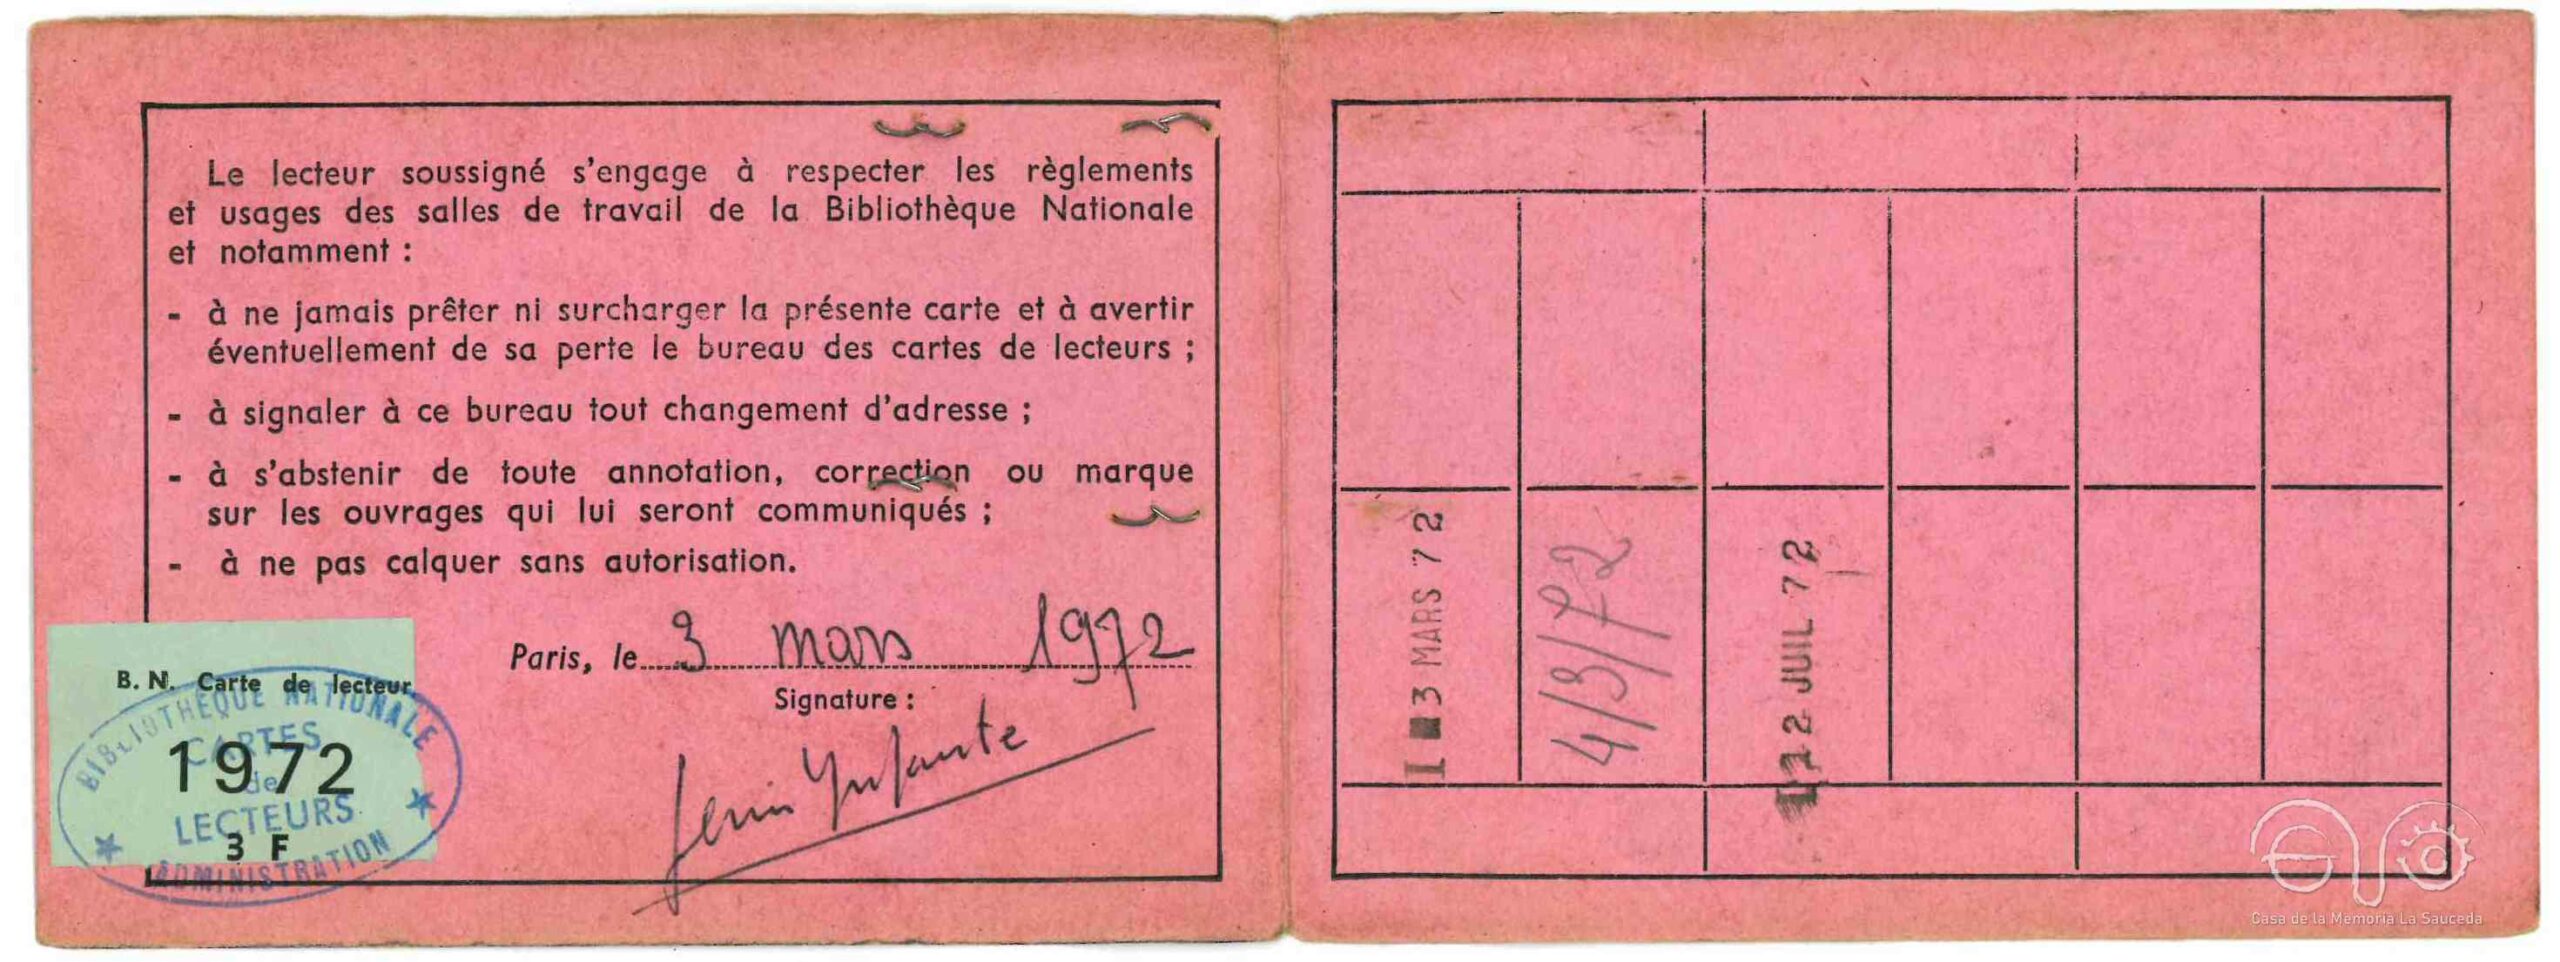 Le lecteur soussigné s'engage à respecter les règlements
et usages des salles de travail de la Bibliothèque Nationale
et notamment :
- à ne jamais prêter ni surcharger la présente carte et à avertir
éventuellement de sa perte le bureau des cartes de lecteurs ;
- à signaler à ce bureau tout changement d'adresse ;
- à s'abstenir de toute annotation, correction ou marque
sur les ouvrages qui lui seront communiqués ;
- à ne pas calquer sans autorisation.
Paris, le 3 mars 1972
Signature :
B. N. Carte de lecteur
1972
3 F
BIBLIOTHÈQUE NATIONALE
CARTES
de
LECTEURS
ADMINISTRATION
3 MARS 72
4/3/72
12 JUIL 72
Casa de la Memoria La Sauceda